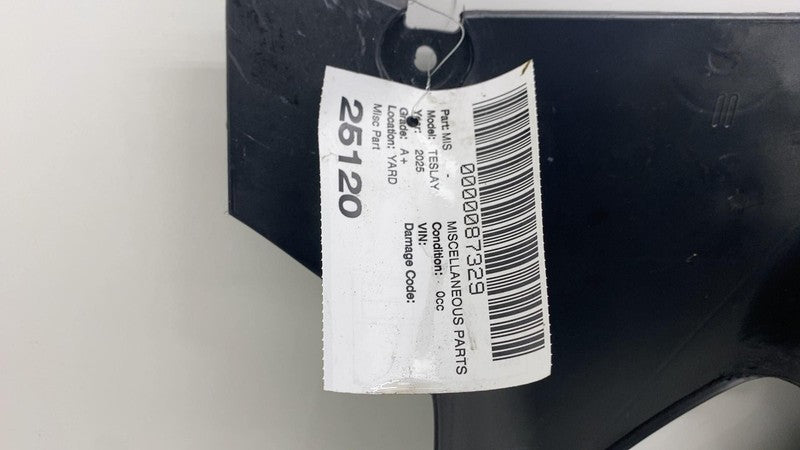 0000087329
Part: MIS - MISCELLANEOUS PARTS
Model: TESLAY Condition: 0cc
Year: 2025 VIN:
Grade: A+ Damage Code:
Location: YARD
Misc Part
25120